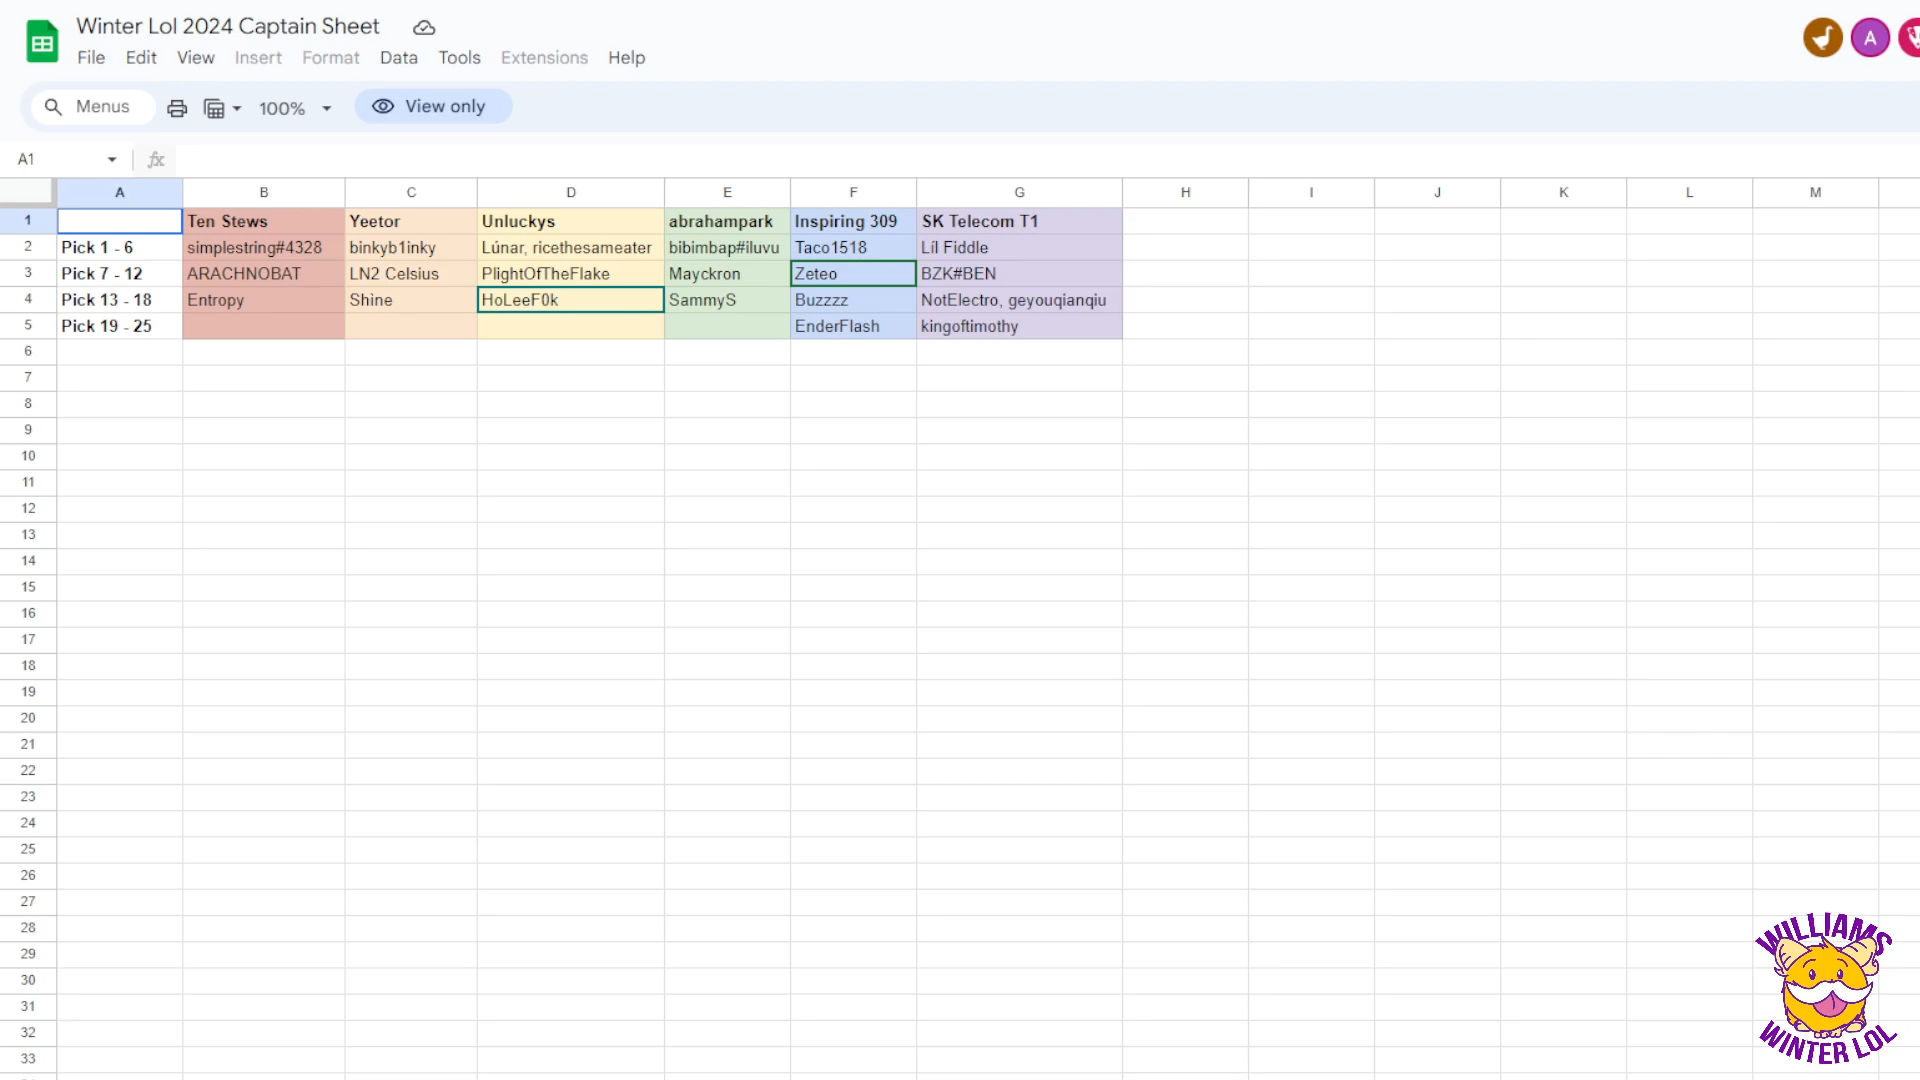 Winter Lol 2024 Captain Sheet
File Edit View Insert Format Data Tools Extensions Help
A
Menus 100% View only
A1 fx
A B C D E F G H I J K L M
1 Ten Stews Yeetor Unluckys abrahampark Inspiring 309 SK Telecom T1
2 Pick 1 - 6 simplestring#4328 binkyb1inky Lúnar, ricethesameater bibimbap#iluvu Taco1518 Líl Fiddle
3 Pick 7 - 12 ARACHNOBAT LN2 Celsius PlightOfTheFlake Mayckron Zeteo BZK#BEN
4 Pick 13 - 18 Entropy Shine HoLeeF0k SammyS Buzzzz NotElectro, geyouqianqiu
5 Pick 19 - 25 EnderFlash kingoftimothy
6
7
8
9
10
11
12
13
14
15
16
17
18
19
20
21
22
23
24
25
26
27
28
29
30
31
32
33
WILLIAMS
WINTER LOL